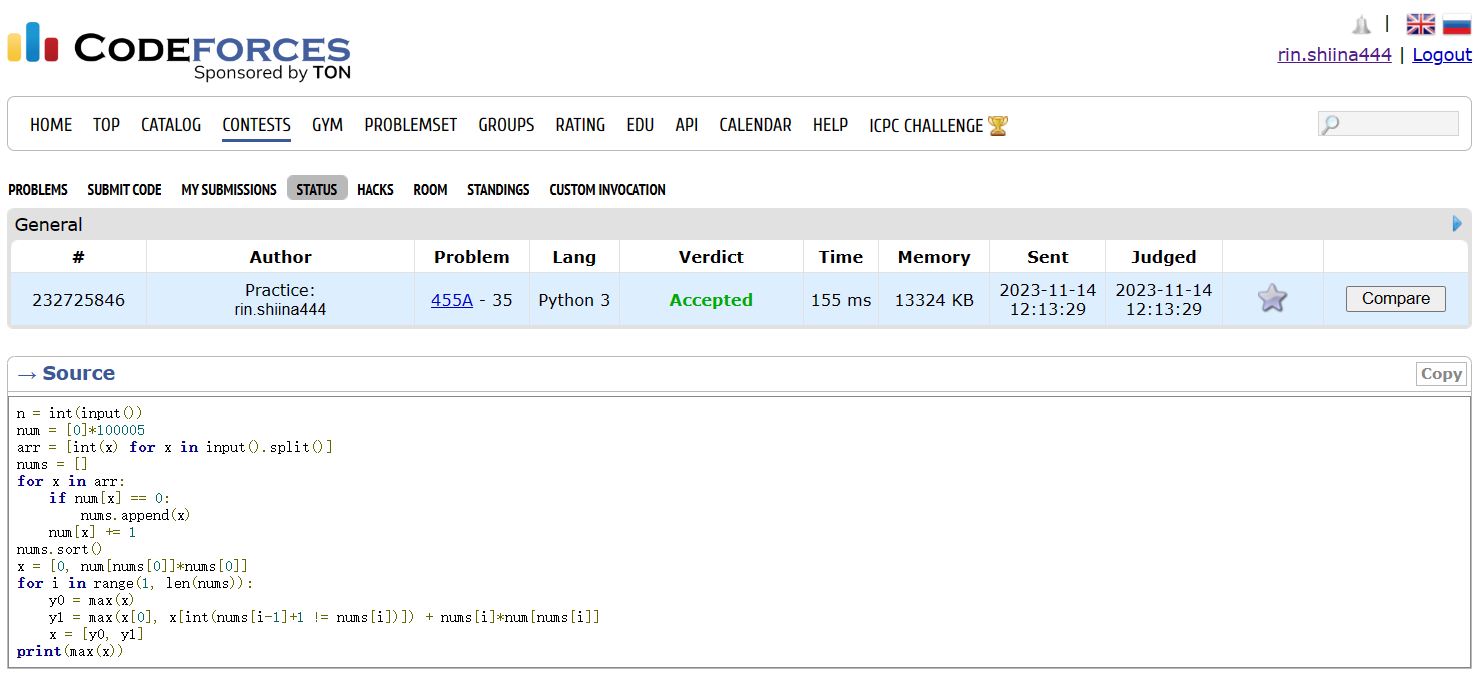 CODEFORCES
Sponsored by TON
|
rin.shiina444 | Logout
HOME TOP CATALOG CONTESTS GYM PROBLEMSET GROUPS RATING EDU API CALENDAR HELP ICPC CHALLENGE
PROBLEMS SUBMIT CODE MY SUBMISSIONS STATUS HACKS ROOM STANDINGS CUSTOM INVOCATION
General
# Author Problem Lang Verdict Time Memory Sent Judged
232725846 Practice: rin.shiina444 455A - 35 Python 3 Accepted 155 ms 13324 KB 2023-11-14 12:13:29 2023-11-14 12:13:29 Compare
→ Source Copy
n = int(input())
num = [0]*100005
arr = [int(x) for x in input().split()]
nums = []
for x in arr:
    if num[x] == 0:
        nums.append(x)
    num[x] += 1
nums.sort()
x = [0, num[nums[0]]*nums[0]]
for i in range(1, len(nums)):
    y0 = max(x)
    y1 = max(x[0], x[int(nums[i-1]+1 != nums[i])]) + nums[i]*num[nums[i]]
    x = [y0, y1]
print(max(x))